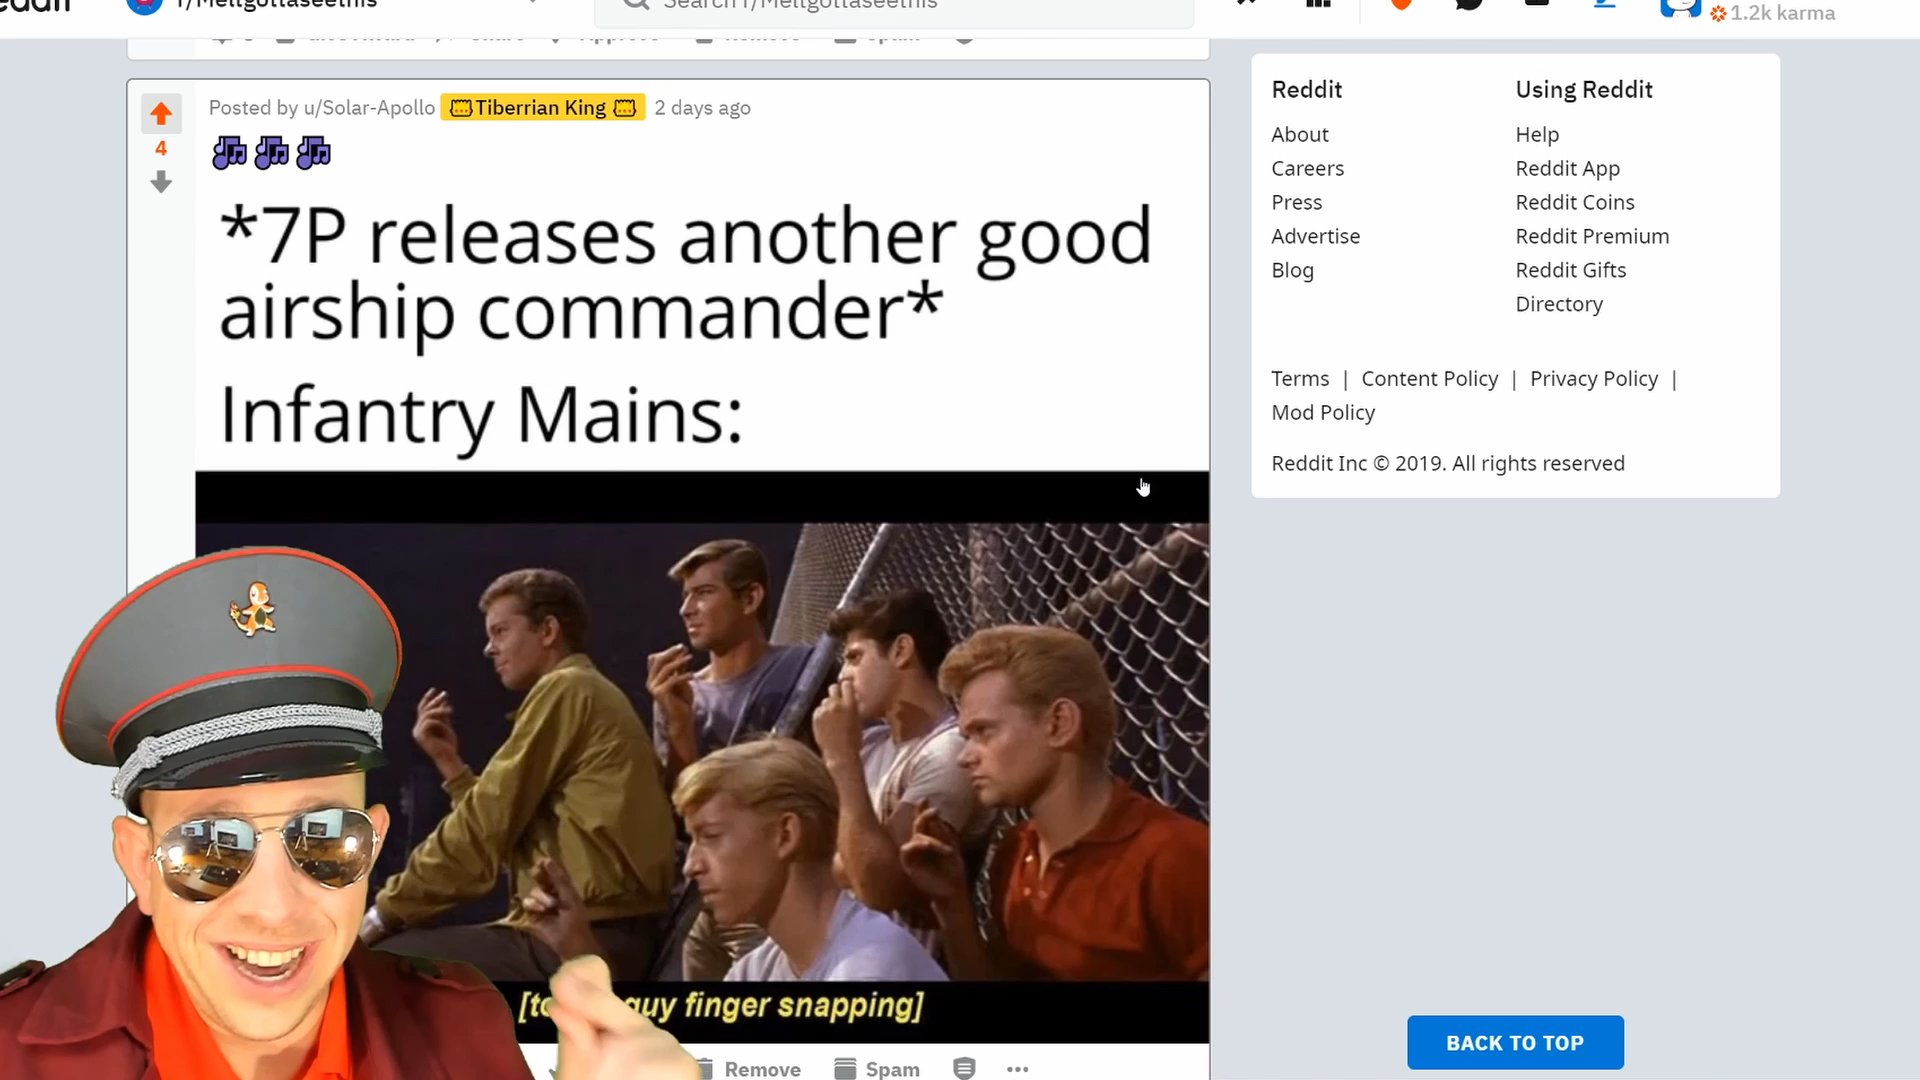 r/Mellgottaseethis
Search r/Mellgottaseethis
1.2k karma
Posted by u/Solar-Apollo Tiberrian King 2 days ago
4
*7P releases another good
airship commander*
Infantry Mains:
guy finger snapping]
Remove
Spam
Reddit
About
Careers
Press
Advertise
Blog
Using Reddit
Help
Reddit App
Reddit Coins
Reddit Premium
Reddit Gifts
Directory
Terms | Content Policy | Privacy Policy |
Mod Policy
Reddit Inc © 2019. All rights reserved
BACK TO TOP